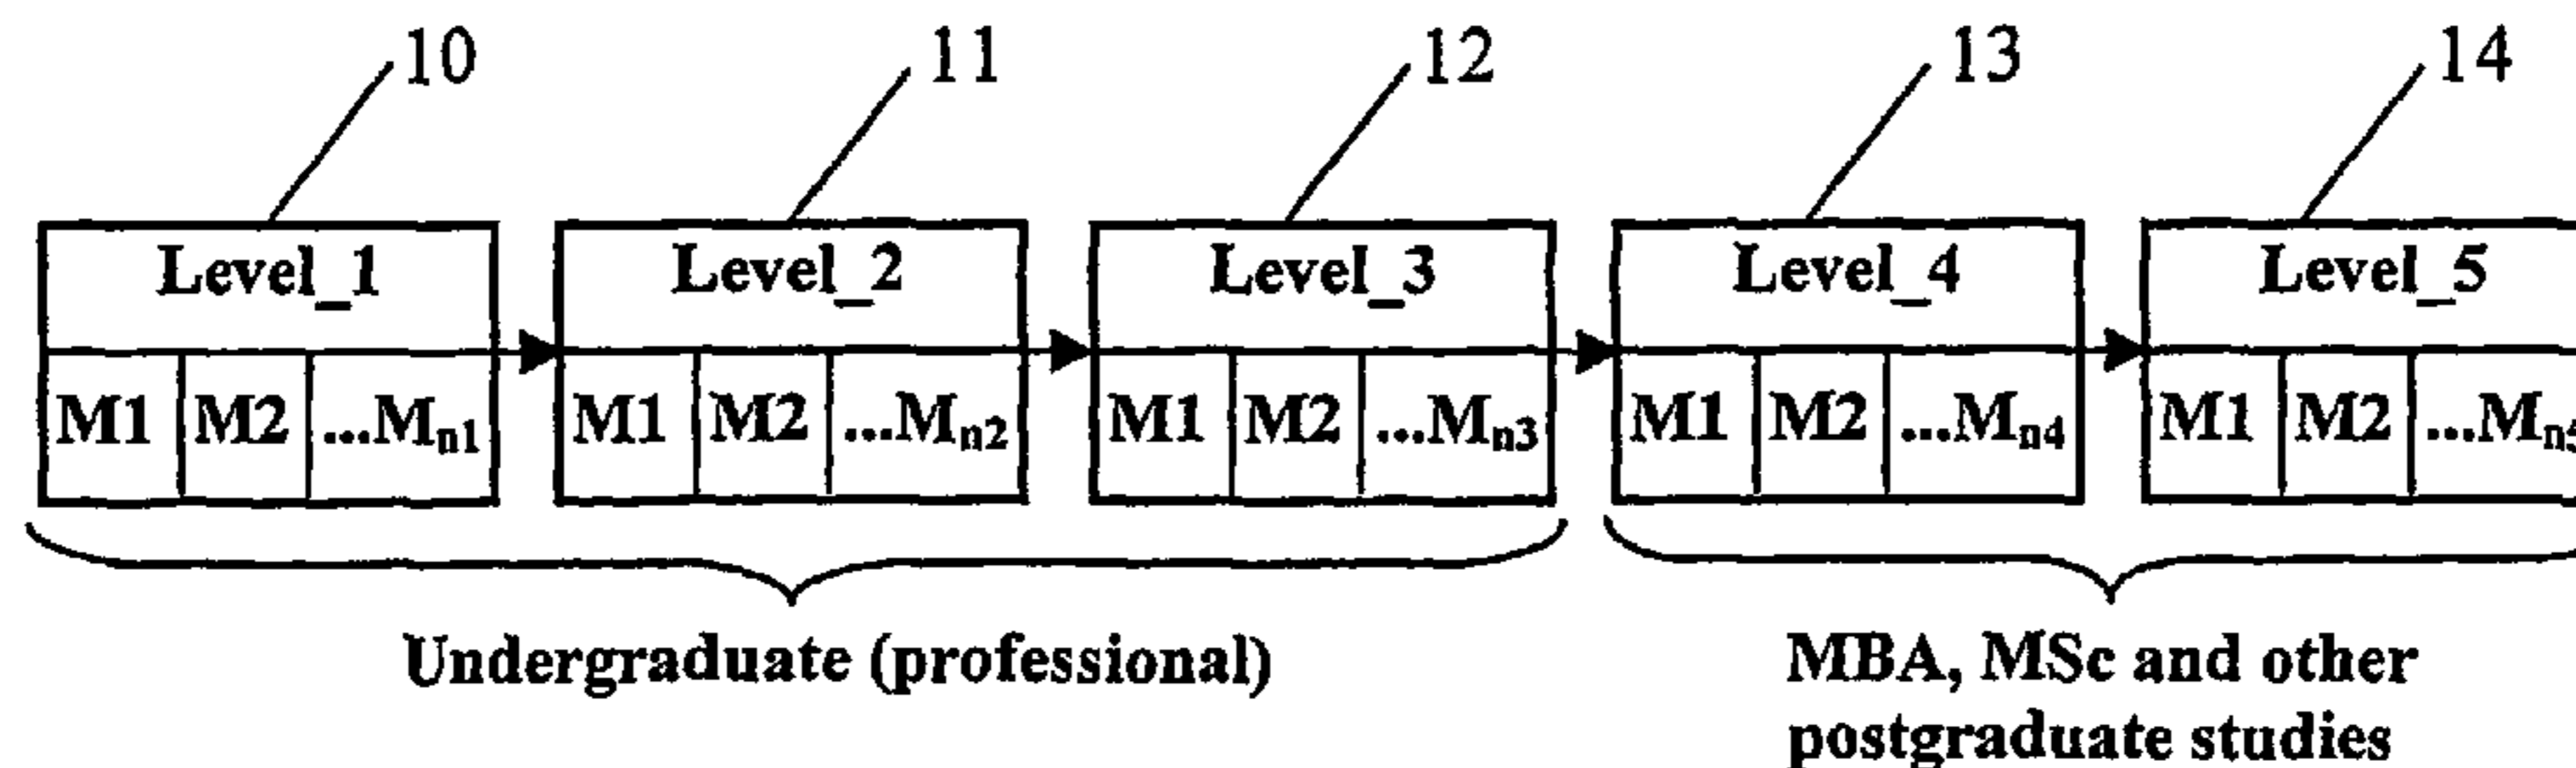 10 11 12 13 14
Level_1 Level_2 Level_3 Level_4 Level_5
M1 M2 ...Mn1 M1 M2 ...Mn2 M1 M2 ...Mn3 M1 M2 ...Mn4 M1 M2 ...Mn5
Undergraduate (professional)
MBA, MSc and other
postgraduate studies